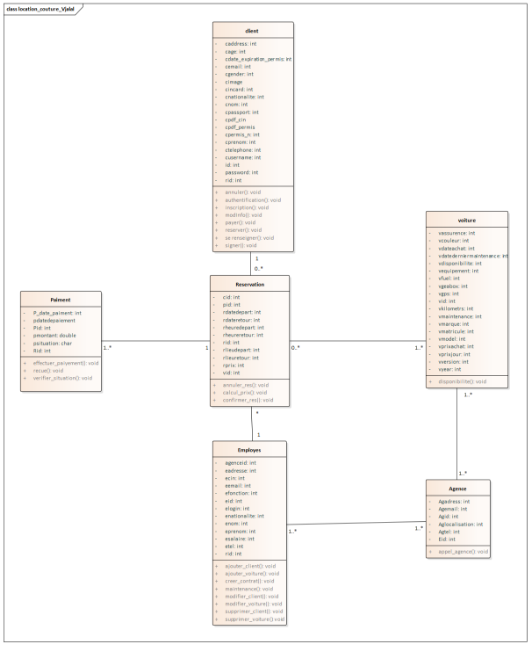 class location_couture_Vjalal
client
- caddress: int
- cage: int
- cdate_expiration_permis: int
- cemail: int
- cgender: int
- cimage
- cincard: int
- cnationalite: int
- cnom: int
- cpassport: int
- cpdf_cin
- cpdf_permis
- cpermis_n: int
- cprenom: int
- ctelephone: int
- cusername: int
- id: int
- password: int
- rid: int
+ annuler(): void
+ authentification(): void
+ inscription(): void
+ modinfo(): void
+ payer(): void
+ reserver(): void
+ se renseigner(): void
+ signer(): void
1
0..*
Reservation
- cid: int
- pid: int
- rdatedepart: int
- rdateretour: int
- rheuredepart: int
- rheureretour: int
- rid: int
- rlieudepart: int
- rlieuretour: int
- rprix: int
- vid: int
+ annuler_res(): void
+ calcul_prix(): void
+ confirmer_res(): void
Paiment
- P_date_paiment: int
- pdatedepaiement
- Pid: int
- pmontant: double
- psituation: char
- Rid: int
+ effectuer_paiyement(): void
+ recus(): void
+ verifier_situation(): void
1..*
1
0..*
1..*
voiture
- vassurence: int
- vcouleur: int
- vdateachat: int
- vdatederniermaintenance: int
- vdisponibilite: int
- vequipement: int
- vfuel: int
- vgeabox: int
- vgps: int
- vid: int
- vkilometric: int
- vmaintenance: int
- vmarque: int
- vmatricule: int
- vmodel: int
- vprixachat: int
- vprixjour: int
- vversion: int
- vyear: int
+ disponibilite(): void
1..*
1..*
*
1
Employes
- agenceid: int
- eadresse: int
- ecin: int
- eemail: int
- efonction: int
- eid: int
- elogin: int
- enationalite: int
- enom: int
- eprenom: int
- esalaire: int
- etel: int
- rid: int
+ ajouter_client(): void
+ ajouter_voiture(): void
+ creer_contrat(): void
+ maintenance(): void
+ modifier_client(): void
+ modifier_voiture(): void
+ supprimer_client(): void
+ supprimer_voiture(): void
1..*
1..*
Agence
- Agadress: int
- Agemail: int
- Agid: int
- Aglocalisation: int
- Agtel: int
- Eid: int
+ appel_agence(): void